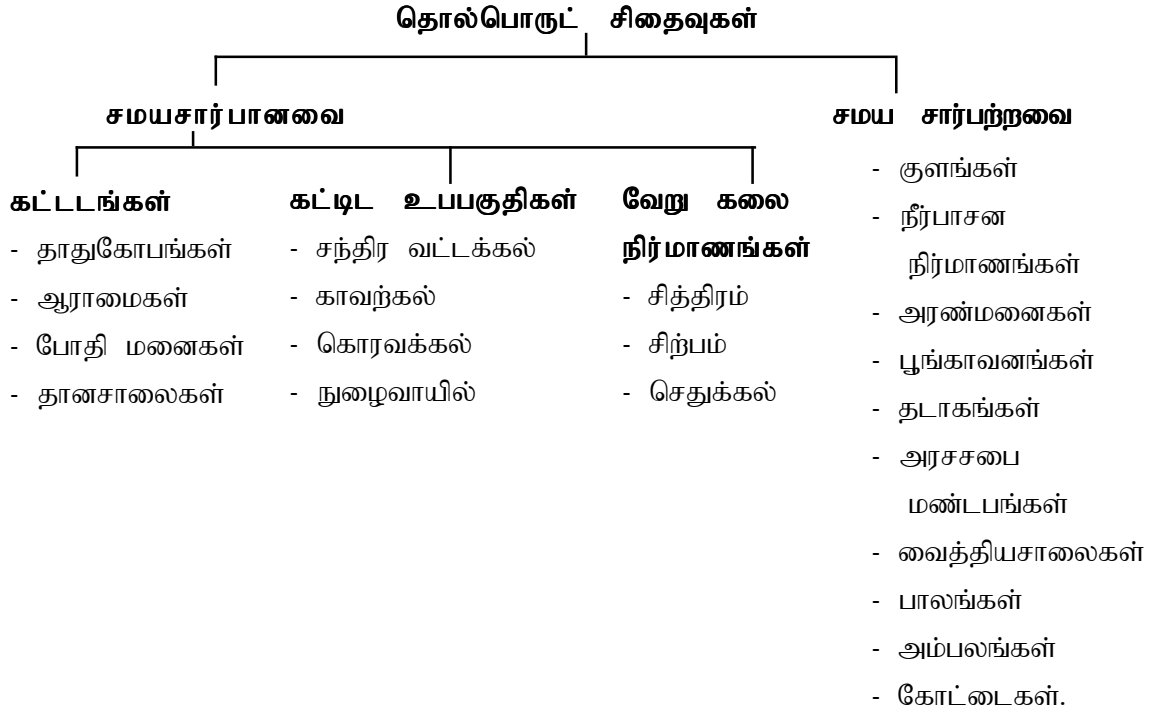 தொல்பொருட் சிதைவுகள்
சமயசார்பானவை
சமய சார்பற்றவை
கட்டடங்கள்
- தாதுகோபங்கள்
- ஆராமைகள்
- போதி மனைகள்
- தானசாலைகள்
கட்டிட உபபகுதிகள்
- சந்திர வட்டக்கல்
- காவற்கல்
- கொரவக்கல்
- நுழைவாயில்
வேறு கலை
நிர்மாணங்கள்
- சித்திரம்
- சிற்பம்
- செதுக்கல்
- குளங்கள்
- நீர்பாசன
நிர்மாணங்கள்
- அரண்மனைகள்
- பூங்காவனங்கள்
- தடாகங்கள்
- அரசசபை
மண்டபங்கள்
- வைத்தியசாலைகள்
- பாலங்கள்
- அம்பலங்கள்
- கோட்டைகள்.